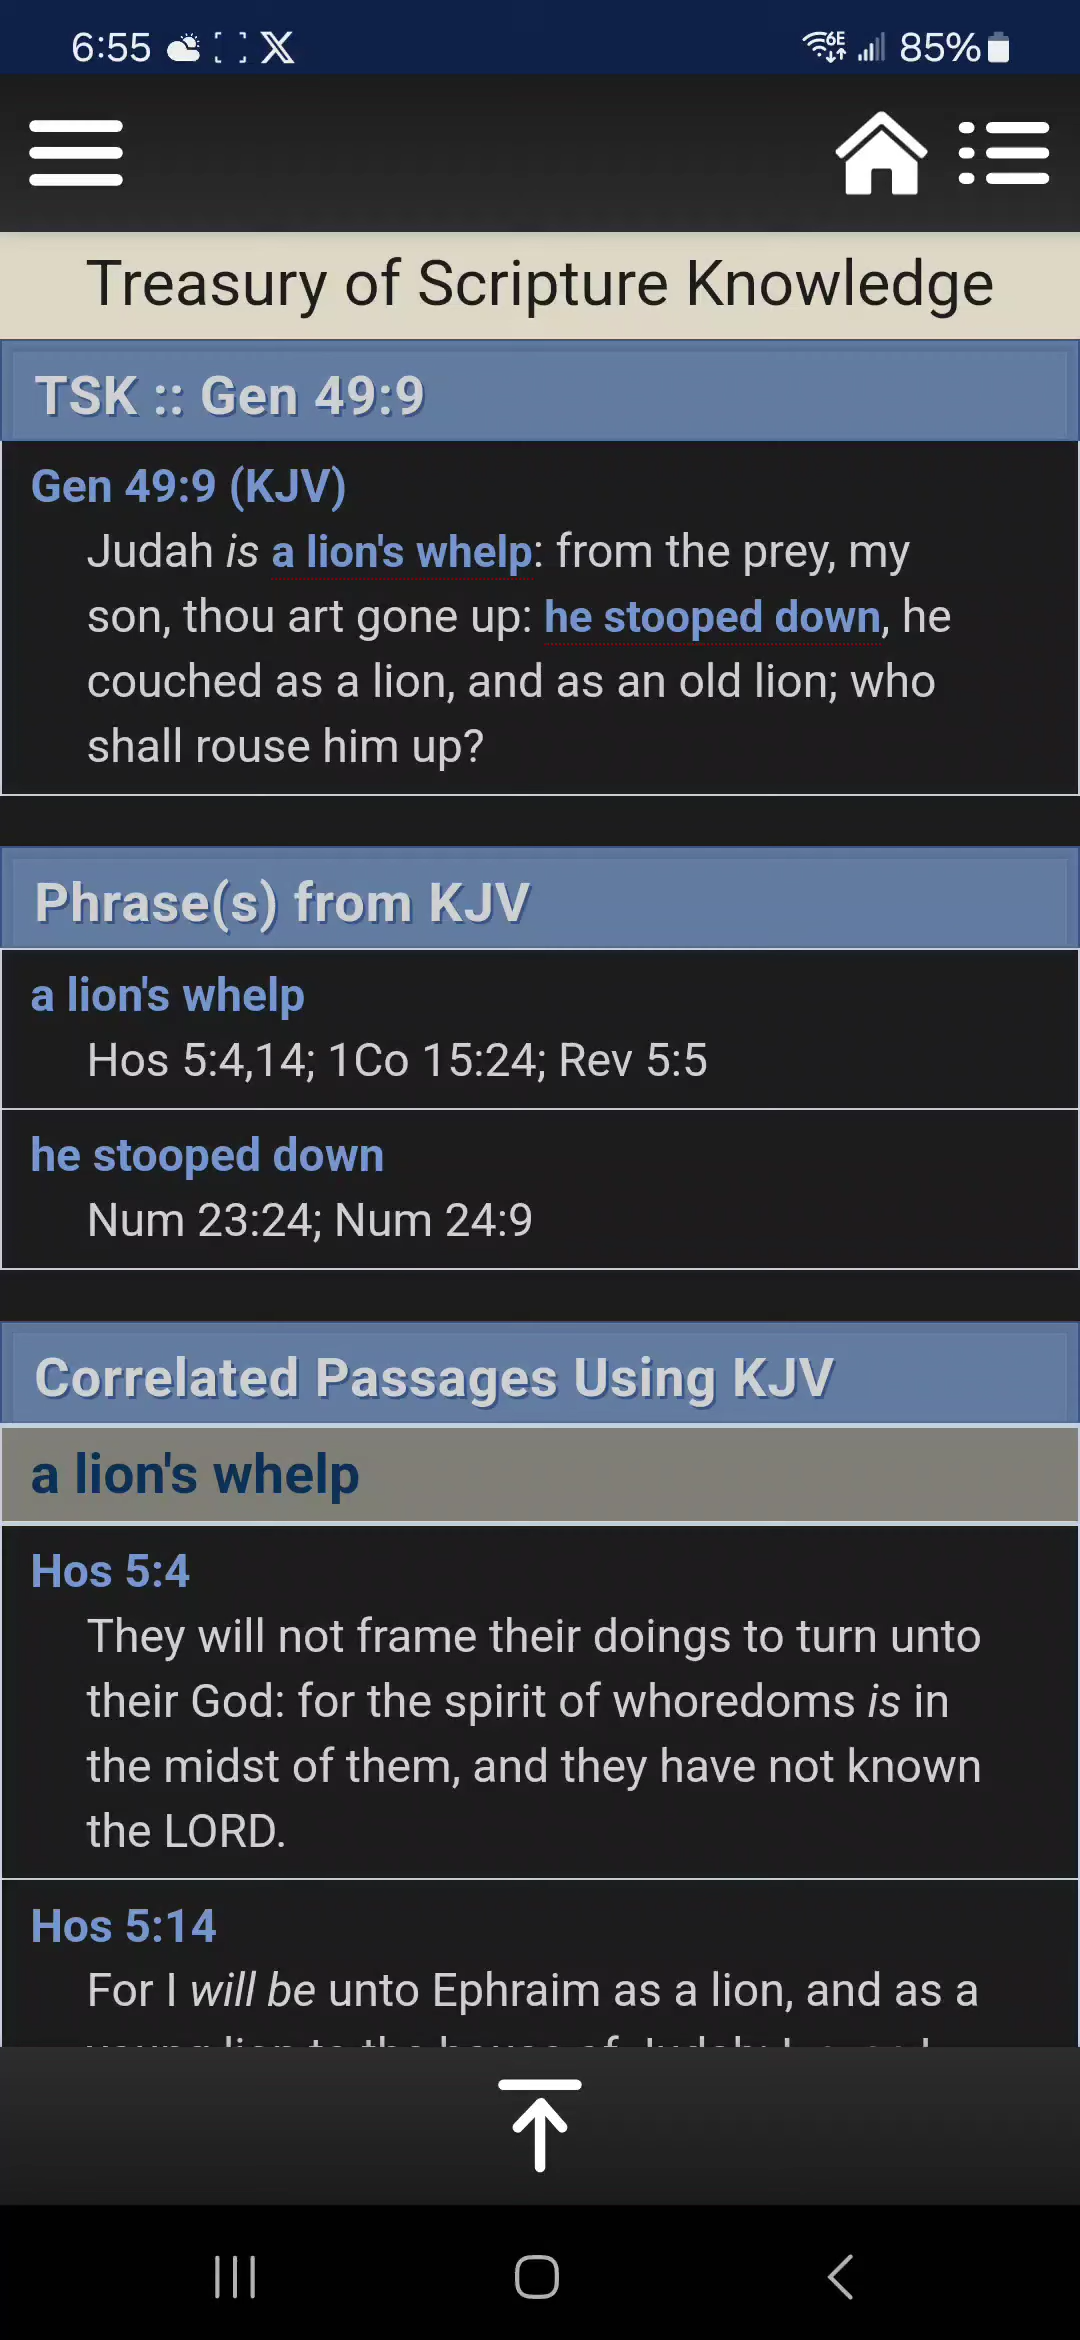 6:55
6E
85%
Treasury of Scripture Knowledge
TSK :: Gen 49:9
Gen 49:9 (KJV)
Judah is a lion's whelp: from the prey, my
son, thou art gone up: he stooped down, he
couched as a lion, and as an old lion; who
shall rouse him up?
Phrase(s) from KJV
a lion's whelp
Hos 5:4,14; 1Co 15:24; Rev 5:5
he stooped down
Num 23:24; Num 24:9
Correlated Passages Using KJV
a lion's whelp
Hos 5:4
They will not frame their doings to turn unto
their God: for the spirit of whoredoms is in
the midst of them, and they have not known
the LORD.
Hos 5:14
For I will be unto Ephraim as a lion, and as a